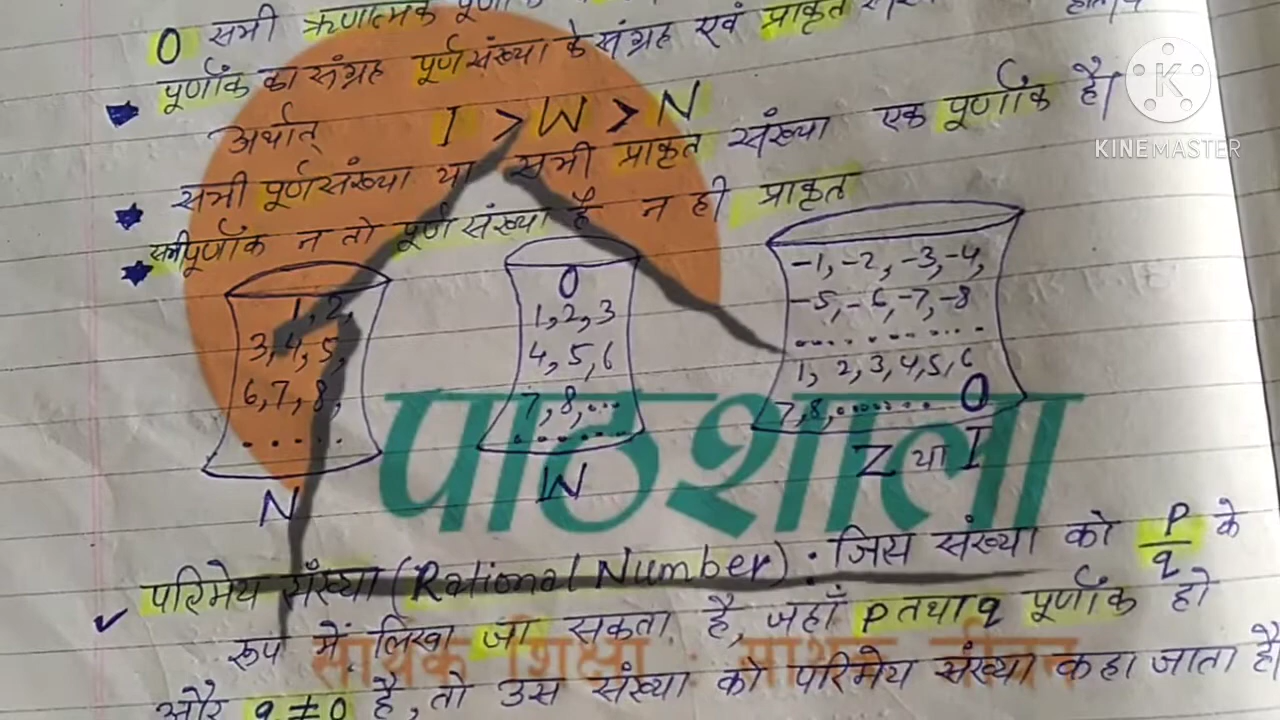 0 सभी ऋणात्मक
पूर्णांक का संग्रह पूर्णसंख्या के संग्रह एवं प्राकृत
अर्थात् I > W > N
सभी पूर्णसंख्या या सभी प्राकृत संख्या एक पूर्णांक है।
सभी पूर्णांक न तो पूर्ण संख्या है न ही प्राकृत
1, 2,
3, 4, 5,
6, 7, 8,
.....
N
0
1, 2, 3
4, 5, 6
7, 8, ...
.......
W
-1, -2, -3, -4,
-5, -6, -7, -8
.........
1, 2, 3, 4, 5, 6
7, 8, ........ 0
Z या I
पाठशाला
परिमेय संख्या (Rational Number) : जिस संख्या को p/q के
रूप में लिखा जा सकता है, जहाँ p तथा q पूर्णांक हो
सार्थक शिक्षा : सार्थक जीवन
और q ≠ 0 है, तो उस संख्या को परिमेय संख्या कहा जाता है।
K
KINEMASTER